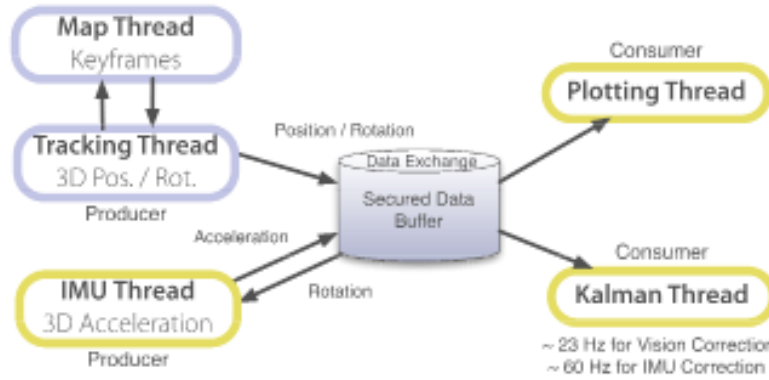 Map Thread
Keyframes
Tracking Thread
3D Pos. / Rot.
Producer
Position / Rotation
Data Exchange
Secured Data
Buffer
Acceleration
Rotation
IMU Thread
3D Acceleration
Producer
Consumer
Plotting Thread
Consumer
Kalman Thread
~ 23 Hz for Vision Correction
~ 60 Hz for IMU Correction